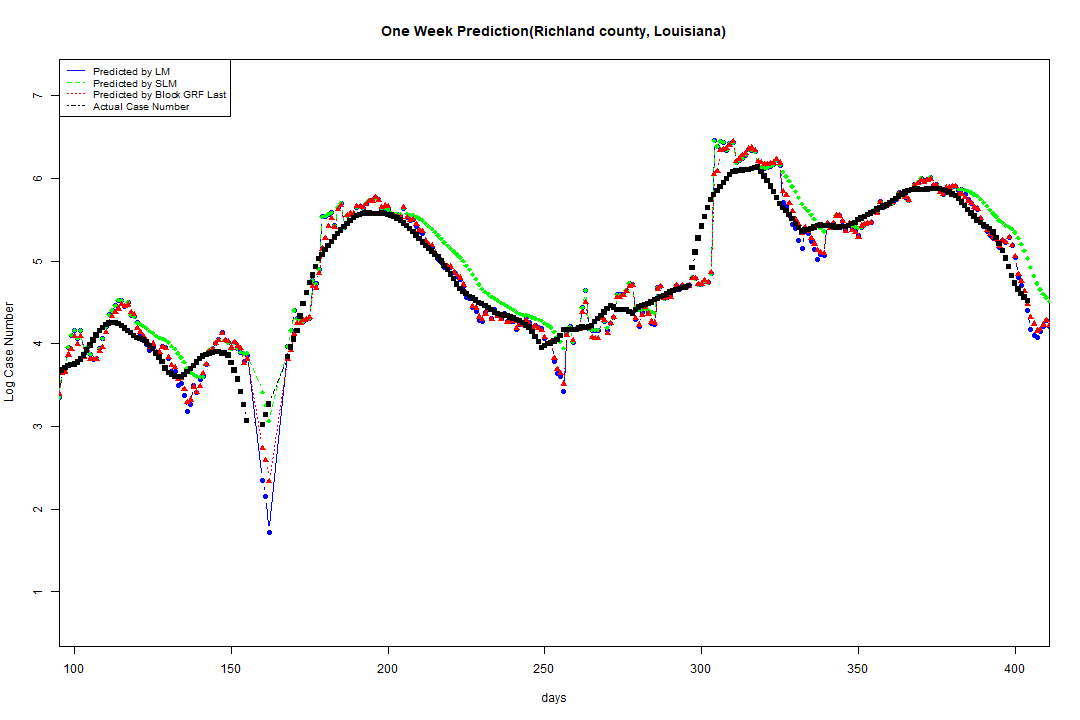 One Week Prediction(Richland county, Louisiana)
Predicted by LM
Predicted by SLM
Predicted by Block GRF Last
Actual Case Number
7
6
5
4
3
2
1
Log Case Number
100 150 200 250 300 350 400
days